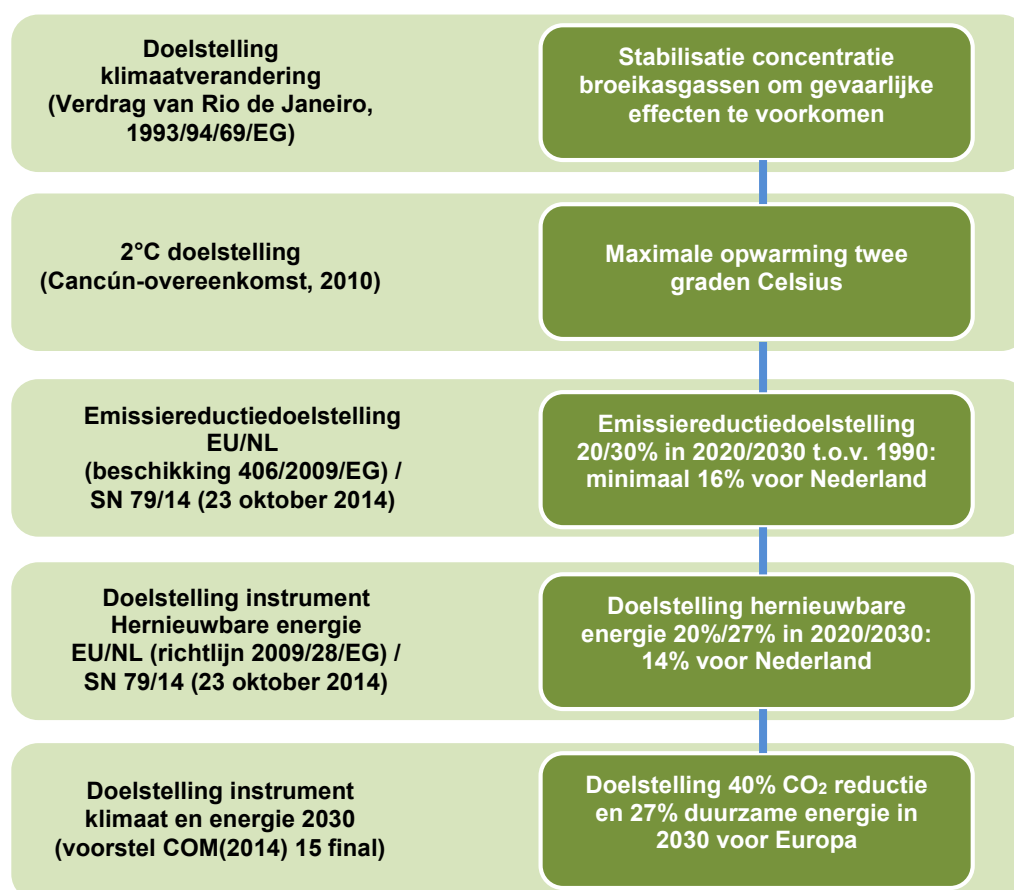 Doelstelling
klimaatverandering
(Verdrag van Rio de Janeiro,
1993/94/69/EG)
Stabilisatie concentratie
broeikasgassen om gevaarlijke
effecten te voorkomen
2°C doelstelling
(Cancún-overeenkomst, 2010)
Maximale opwarming twee
graden Celsius
Emissiereductiedoelstelling
EU/NL
(beschikking 406/2009/EG) /
SN 79/14 (23 oktober 2014)
Emissiereductiedoelstelling
20/30% in 2020/2030 t.o.v. 1990:
minimaal 16% voor Nederland
Doelstelling instrument
Hernieuwbare energie
EU/NL (richtlijn 2009/28/EG) /
SN 79/14 (23 oktober 2014)
Doelstelling hernieuwbare
energie 20%/27% in 2020/2030:
14% voor Nederland
Doelstelling instrument
klimaat en energie 2030
(voorstel COM(2014) 15 final)
Doelstelling 40% CO₂ reductie
en 27% duurzame energie in
2030 voor Europa